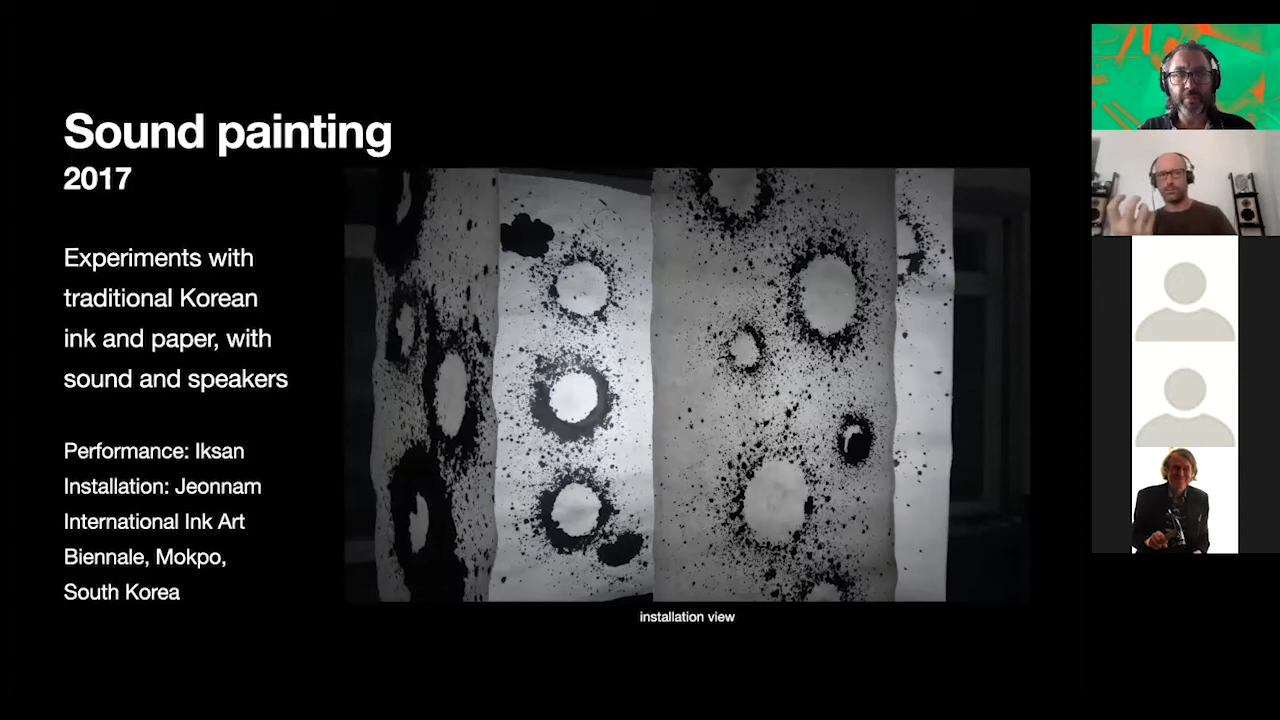 Sound painting
2017
Experiments with
traditional Korean
ink and paper, with
sound and speakers
Performance: Iksan
Installation: Jeonnam
International Ink Art
Biennale, Mokpo,
South Korea
installation view